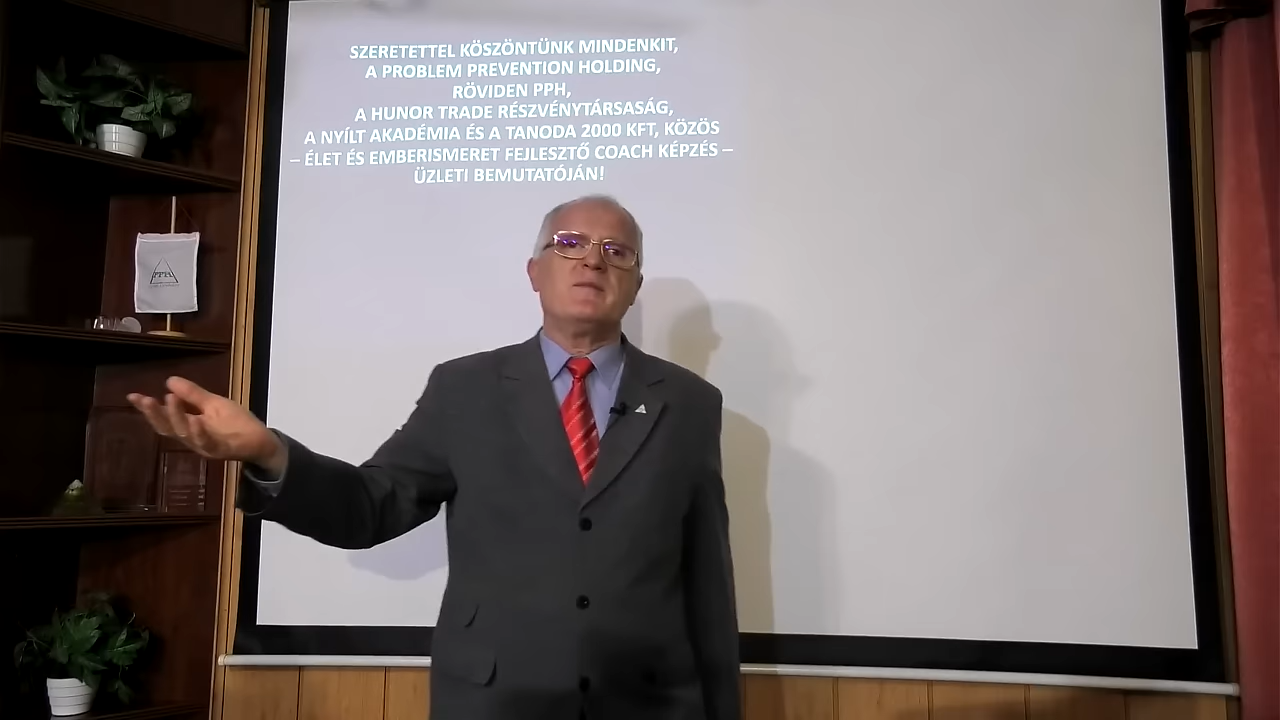 SZERETETTEL KÖSZÖNTÜNK MINDENKIT,
A PROBLEM PREVENTION HOLDING,
RÖVIDEN PPH,
A HUNOR TRADE RÉSZVÉNYTÁRSASÁG,
A NYÍLT AKADÉMIA ÉS A TANODA 2000 KFT, KÖZÖS
– ÉLET ÉS EMBERISMERET FEJLESZTŐ COACH KÉPZÉS –
ÜZLETI BEMUTATÓJÁN!